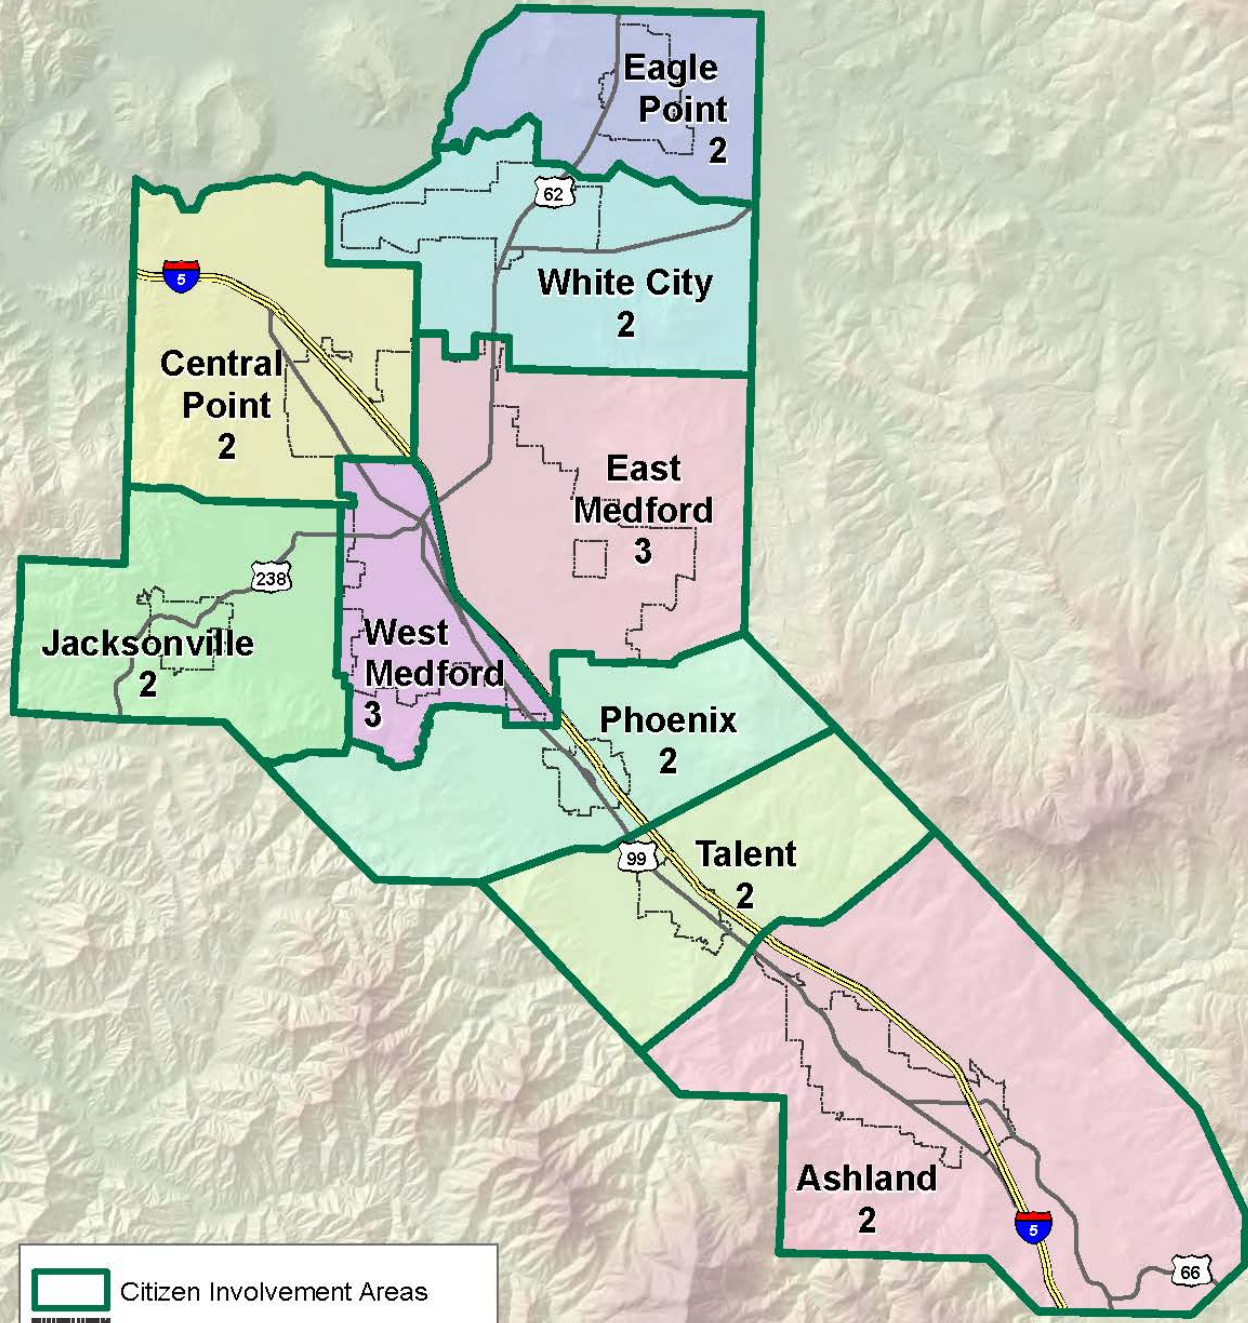 Eagle
Point
2
62
White City
2
5
Central
Point
2
East
Medford
3
238
Jacksonville
2
West
Medford
3
Phoenix
2
99
Talent
2
Ashland
2
5
66
Citizen Involvement Areas